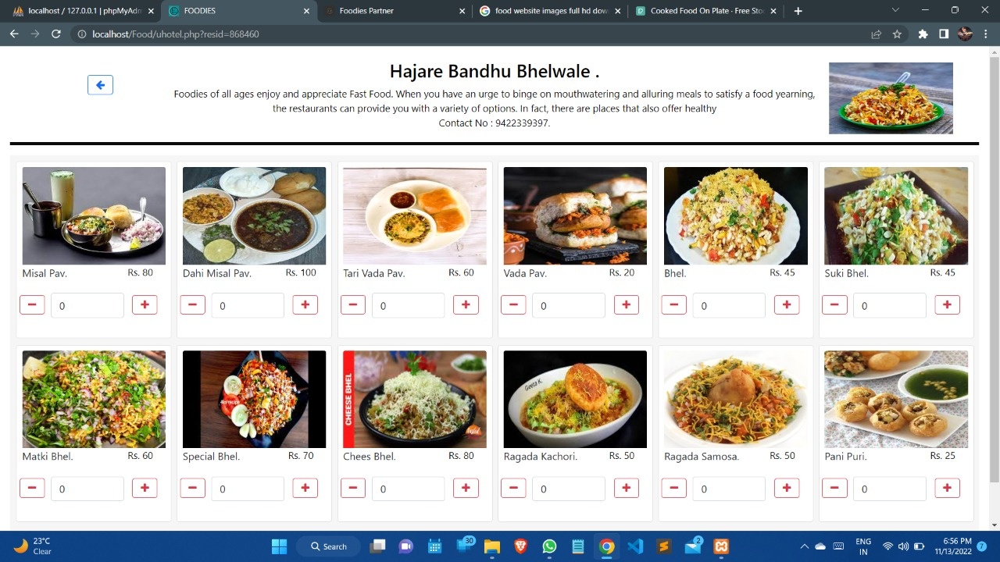 localhost / 127.0.0.1 | phpMyAdm
FOODIES
Foodies Partner
food website images full hd dow
Cooked Food On Plate · Free Sto
localhost/Food/uhotel.php?resid=868460
Hajare Bandhu Bhelwale .
Foodies of all ages enjoy and appreciate Fast Food. When you have an urge to binge on mouthwatering and alluring meals to satisfy a food yearning,
the restaurants can provide you with a variety of options. In fact, there are places that also offer healthy
Contact No : 9422339397.
Misal Pav. Rs. 80
Dahi Misal Pav. Rs. 100
Tari Vada Pav. Rs. 60
Vada Pav. Rs. 20
Bhel. Rs. 45
Suki Bhel. Rs. 45
0
0
0
0
0
0
CHEESE BHEL
Geeta K.
Matki Bhel. Rs. 60
Special Bhel. Rs. 70
Chees Bhel. Rs. 80
Ragada Kachori. Rs. 50
Ragada Samosa. Rs. 50
Pani Puri. Rs. 25
0
0
0
0
0
0
23°C
Clear
Search
30
2
ENG
IN
6:56 PM
11/13/2022
7